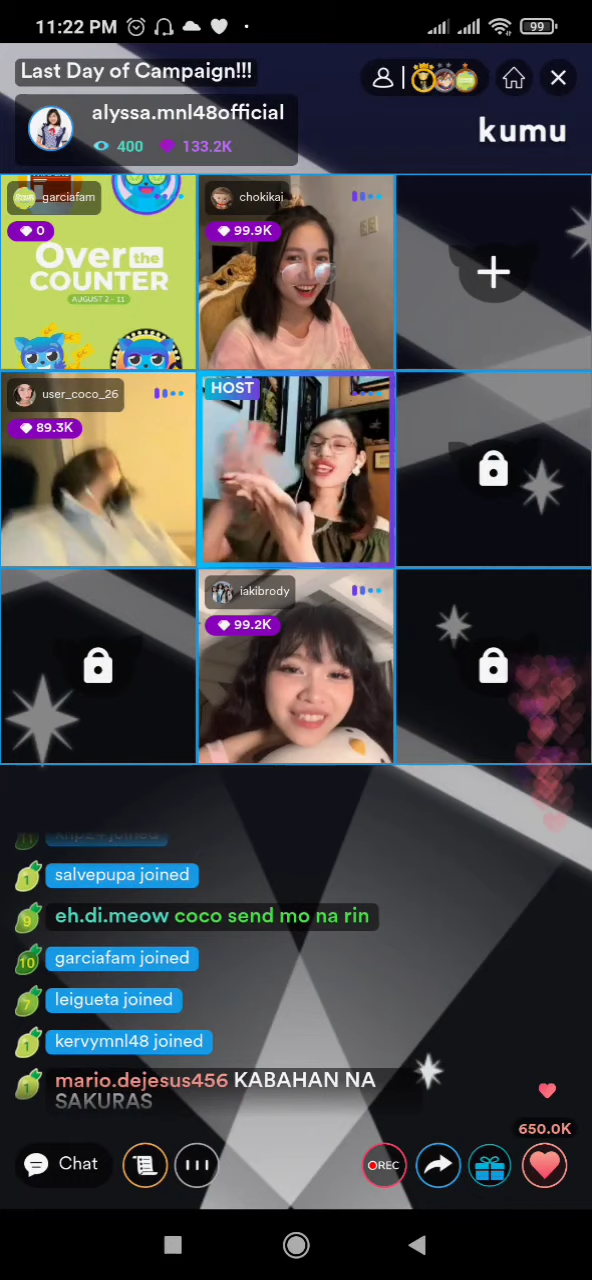 11:22 PM
99
Last Day of Campaign!!!
alyssa.mnl48official
400
133.2K
kumu
garciafam
0
Over the
COUNTER
AUGUST 2 - 11
chokikai
99.9K
user_coco_26
89.3K
HOST
iakibrody
99.2K
joined
1 salvepupa joined
9 eh.di.meow coco send mo na rin
10 garciafam joined
7 leigueta joined
1 kervymnl48 joined
1 mario.dejesus456 KABAHAN NA
SAKURAS
650.0K
Chat
REC